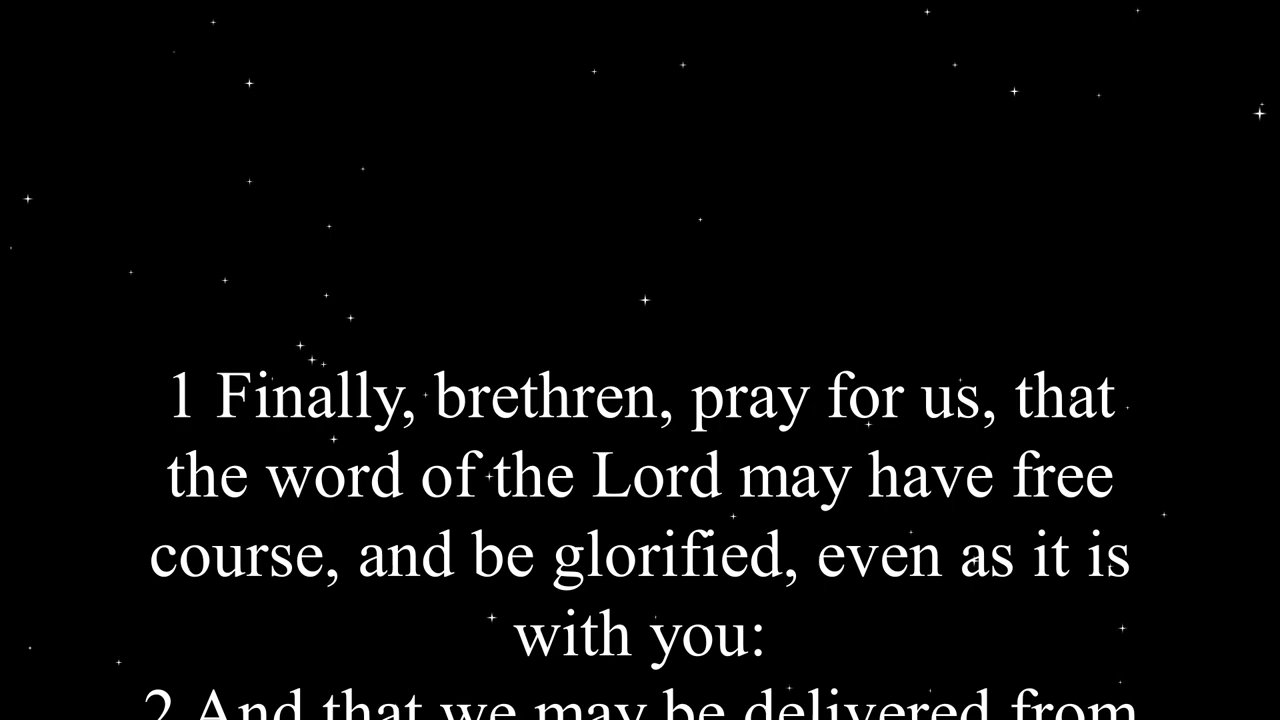 1 Finally, brethren, pray for us, that
the word of the Lord may have free
course, and be glorified, even as it is
with you:
2 And that we may be delivered from